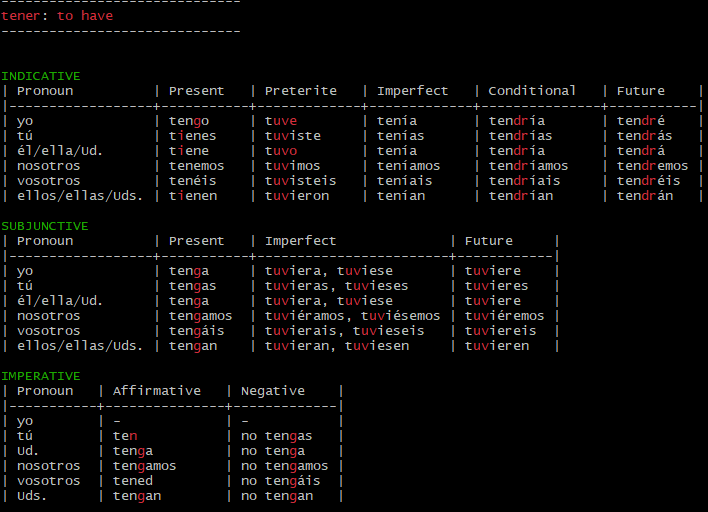 ------------------------------
tener: to have
------------------------------
INDICATIVE
| Pronoun          | Present   | Preterite   | Imperfect   | Conditional   | Future    |
|------------------+-----------+-------------+-------------+---------------+-----------|
| yo               | tengo     | tuve        | tenía       | tendría       | tendré    |
| tú               | tienes    | tuviste     | tenías      | tendrías      | tendrás   |
| él/ella/Ud.      | tiene     | tuvo        | tenía       | tendría       | tendrá    |
| nosotros         | tenemos   | tuvimos     | teníamos    | tendríamos    | tendremos |
| vosotros         | tenéis    | tuvisteis   | teníais     | tendríais     | tendréis  |
| ellos/ellas/Uds. | tienen    | tuvieron    | tenían      | tendrían      | tendrán   |
SUBJUNCTIVE
| Pronoun          | Present   | Imperfect              | Future     |
|------------------+-----------+------------------------+------------|
| yo               | tenga     | tuviera, tuviese       | tuviere    |
| tú               | tengas    | tuvieras, tuvieses     | tuvieres   |
| él/ella/Ud.      | tenga     | tuviera, tuviese       | tuviere    |
| nosotros         | tengamos  | tuviéramos, tuviésemos | tuviéremos |
| vosotros         | tengáis   | tuvierais, tuvieseis   | tuviereis  |
| ellos/ellas/Uds. | tengan    | tuvieran, tuviesen     | tuvieren   |
IMPERATIVE
| Pronoun   | Affirmative   | Negative    |
|-----------+---------------+-------------|
| yo        | -             | -           |
| tú        | ten           | no tengas   |
| Ud.       | tenga         | no tenga    |
| nosotros  | tengamos      | no tengamos |
| vosotros  | tened         | no tengáis  |
| Uds.      | tengan        | no tengan   |